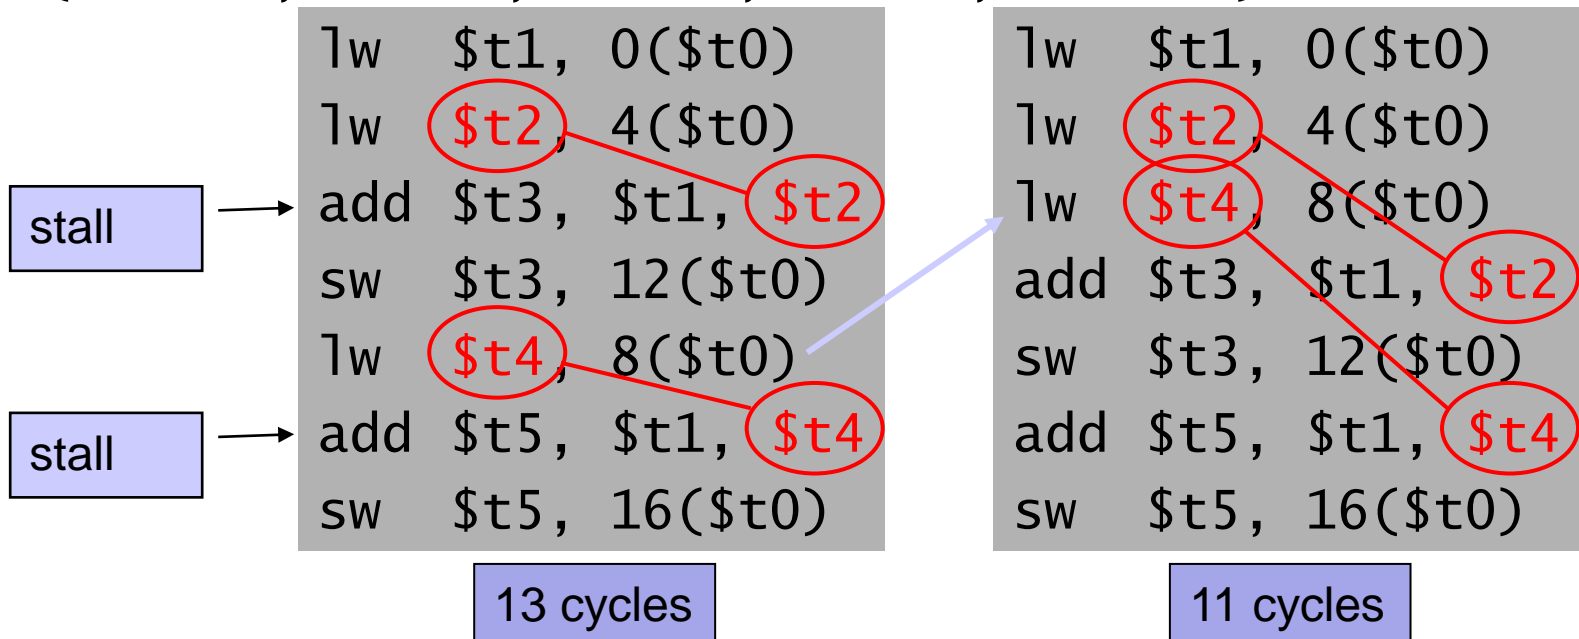 lw $t1, 0($t0)
lw $t2, 4($t0)
stall
add $t3, $t1, $t2
sw $t3, 12($t0)
lw $t4, 8($t0)
stall
add $t5, $t1, $t4
sw $t5, 16($t0)
13 cycles
lw $t1, 0($t0)
lw $t2, 4($t0)
lw $t4, 8($t0)
add $t3, $t1, $t2
sw $t3, 12($t0)
add $t5, $t1, $t4
sw $t5, 16($t0)
11 cycles